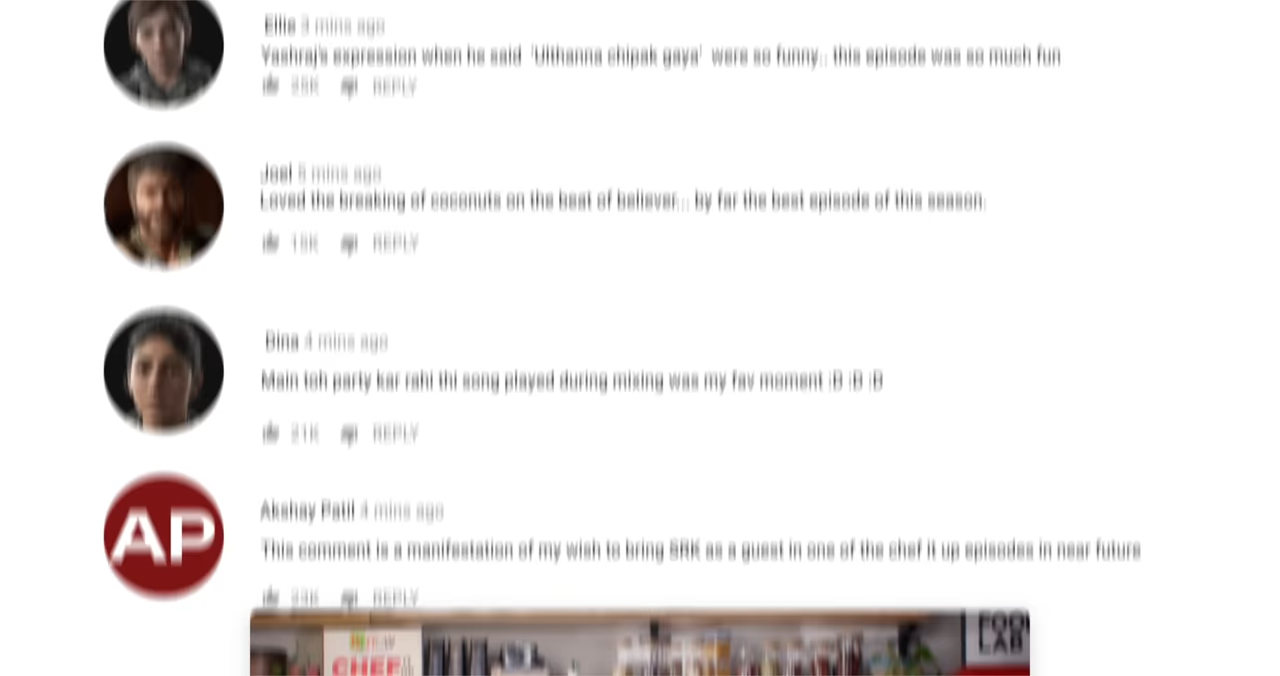 Ellie 3 mins ago
Yashraj's expression when he said 'Ulthanna chipak gaya' were so funny.. this episode was so much fun
25K REPLY
Joel 5 mins ago
Loved the breaking of coconuts on the beat of believer... by far the best episode of this season.
REPLY
Dina 4 mins ago
Main toh party kar rahi thi song played during mixing was my fav moment :B :B :B
21K REPLY
Akshay Patil 4 mins ago
This comment is a manifestation of my wish to bring SRK as a guest in one of the chef it up episodes in near future
23K REPLY
AP
CHEF
FOO
LAB